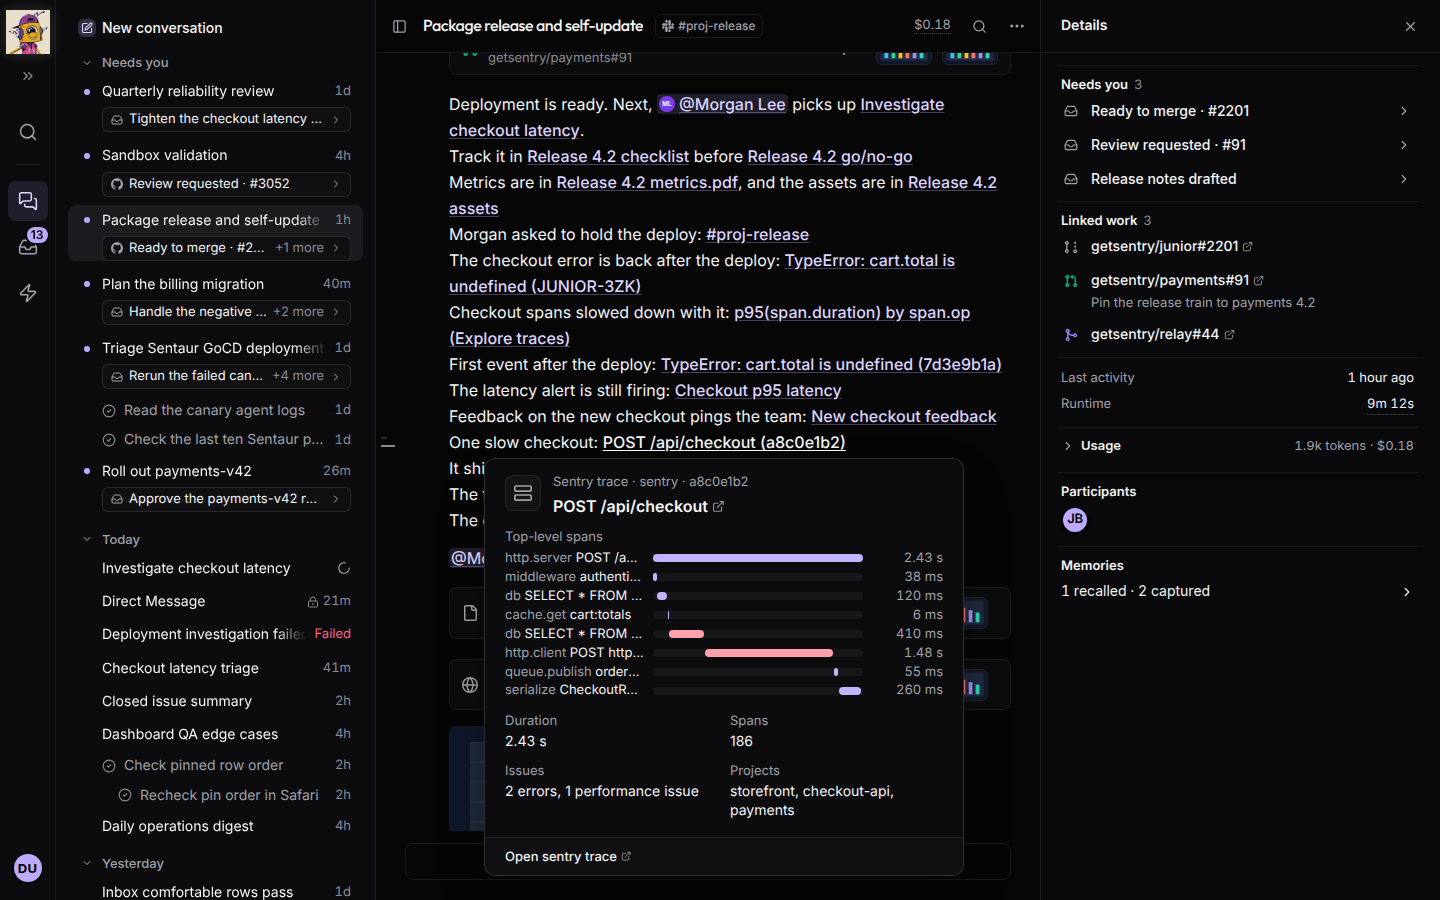 New conversation
Needs you
Quarterly reliability review 1d
Tighten the checkout latency ...
Sandbox validation 4h
Review requested · #3052
Package release and self-update 1h
Ready to merge · #2... +1 more
13
Plan the billing migration 40m
Handle the negative ... +2 more
Triage Sentaur GoCD deployment 1d
Rerun the failed can... +4 more
Read the canary agent logs 1d
Check the last ten Sentaur p... 1d
Roll out payments-v42 26m
Approve the payments-v42 r...
Today
Investigate checkout latency
Direct Message 21m
Deployment investigation failed Failed
Checkout latency triage 41m
Closed issue summary 2h
Dashboard QA edge cases 4h
Check pinned row order 2h
Recheck pin order in Safari 2h
Daily operations digest 4h
Yesterday
Inbox comfortable rows pass 1d
DU
Package release and self-update #proj-release $0.18
getsentry/payments#91
Deployment is ready. Next, ML @Morgan Lee picks up Investigate
checkout latency.
Track it in Release 4.2 checklist before Release 4.2 go/no-go
Metrics are in Release 4.2 metrics.pdf, and the assets are in Release 4.2
assets
Morgan asked to hold the deploy: #proj-release
The checkout error is back after the deploy: TypeError: cart.total is
undefined (JUNIOR-3ZK)
Checkout spans slowed down with it: p95(span.duration) by span.op
(Explore traces)
First event after the deploy: TypeError: cart.total is undefined (7d3e9b1a)
The latency alert is still firing: Checkout p95 latency
Feedback on the new checkout pings the team: New checkout feedback
One slow checkout: POST /api/checkout (a8c0e1b2)
It shi
The
The
@Mo
Sentry trace · sentry · a8c0e1b2
POST /api/checkout
Top-level spans
http.server POST /a... 2.43 s
middleware authenti... 38 ms
db SELECT * FROM ... 120 ms
cache.get cart:totals 6 ms
db SELECT * FROM ... 410 ms
http.client POST http... 1.48 s
queue.publish order... 55 ms
serialize CheckoutR... 260 ms
Duration Spans
2.43 s 186
Issues Projects
2 errors, 1 performance issue storefront, checkout-api,
payments
Open sentry trace
Details
Needs you 3
Ready to merge · #2201
Review requested · #91
Release notes drafted
Linked work 3
getsentry/junior#2201
getsentry/payments#91
Pin the release train to payments 4.2
getsentry/relay#44
Last activity 1 hour ago
Runtime 9m 12s
Usage 1.9k tokens · $0.18
Participants
JB
Memories
1 recalled · 2 captured